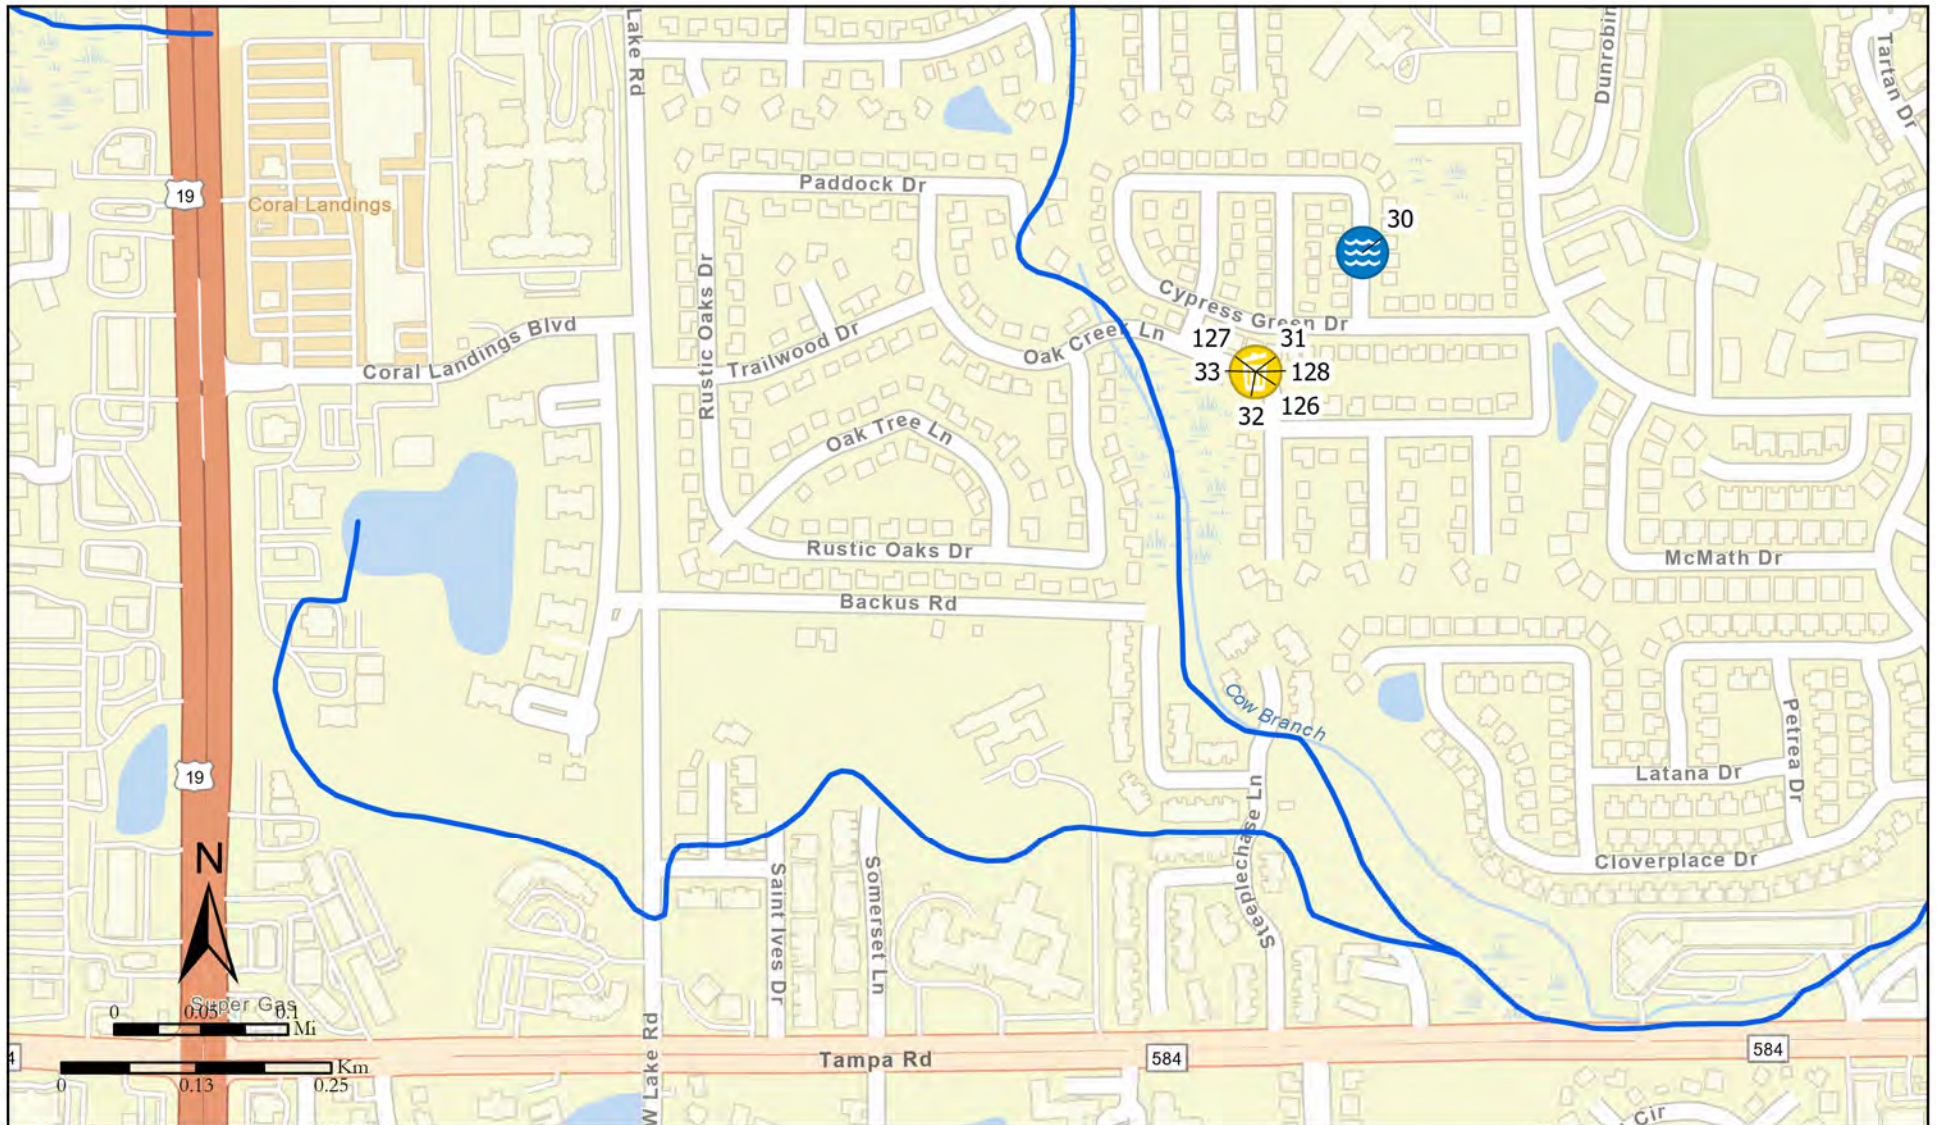 Lake Rd
Dunrobin
Tartan Dr
19
Coral Landings
Paddock Dr
30
Rustic Oaks Dr
Cypress Green Dr
Coral Landings Blvd
Trailwood Dr
Oak Creek Ln
127
31
33
128
32
126
Oak Tree Ln
Rustic Oaks Dr
McMath Dr
Backus Rd
Cow Branch
Petrea Dr
19
Latana Dr
Steeplechase Ln
Cloverplace Dr
N
Saint Ives Dr
Somerset Ln
Super Gas
0 0.05 0.1
Mi
W Lake Rd
4
Tampa Rd
584
584
Km
0 0.13 0.25
Cir